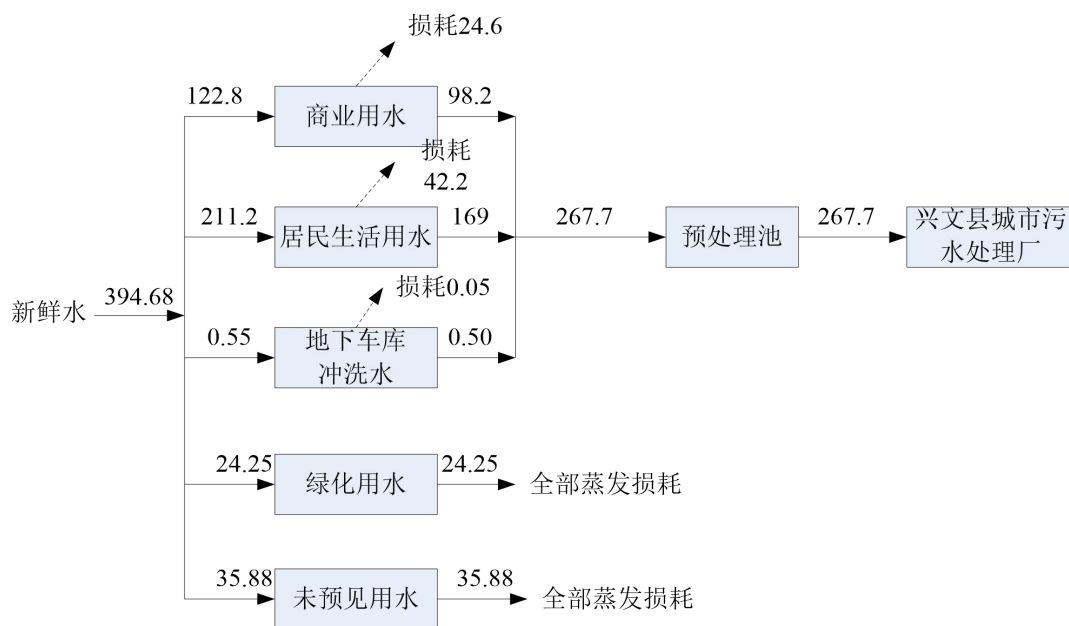 损耗24.6
122.8
商业用水
98.2
损耗
42.2
211.2
居民生活用水
169
267.7
预处理池
267.7
兴文县城市污
水处理厂
损耗0.05
新鲜水
394.68
0.55
地下车库
冲洗水
0.50
24.25
绿化用水
24.25
全部蒸发损耗
35.88
未预见用水
35.88
全部蒸发损耗